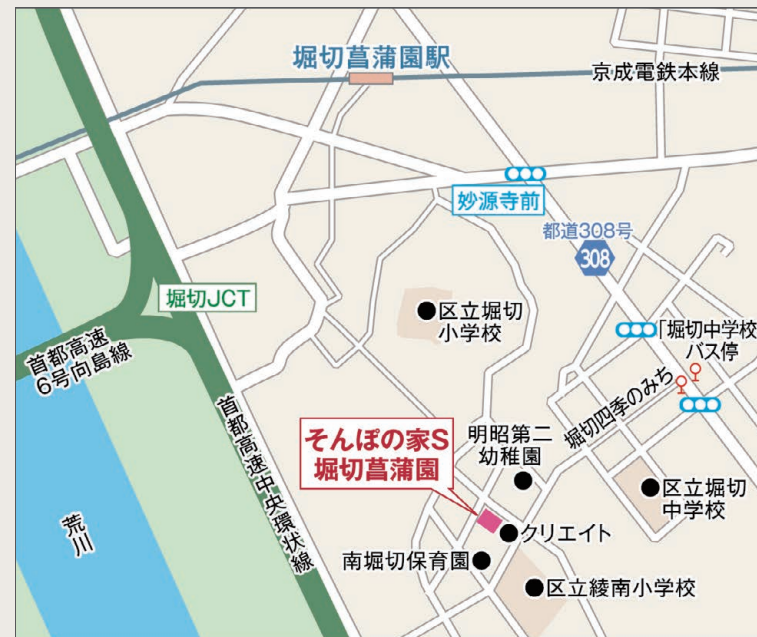 堀切菖蒲園駅
京成電鉄本線
妙源寺前
都道308号
308
堀切JCT
区立堀切
小学校
「堀切中学校」
バス停
首都高速
6号向島線
堀切四季のみち
首都高速中央環状線
そんぽの家S
堀切菖蒲園
明昭第二
幼稚園
区立堀切
中学校
荒川
クリエイト
南堀切保育園
区立綾南小学校